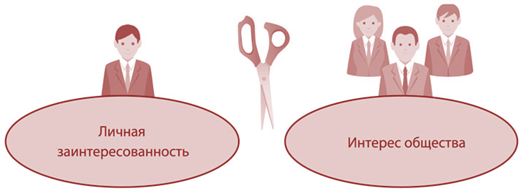 Личная
заинтересованность
Интерес общества